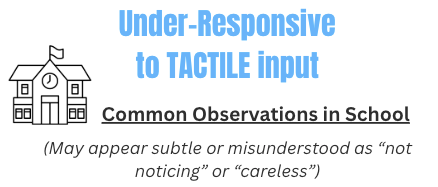 Under-Responsive
to TACTILE input
Common Observations in School
(May appear subtle or misunderstood as “not
noticing” or “careless”)